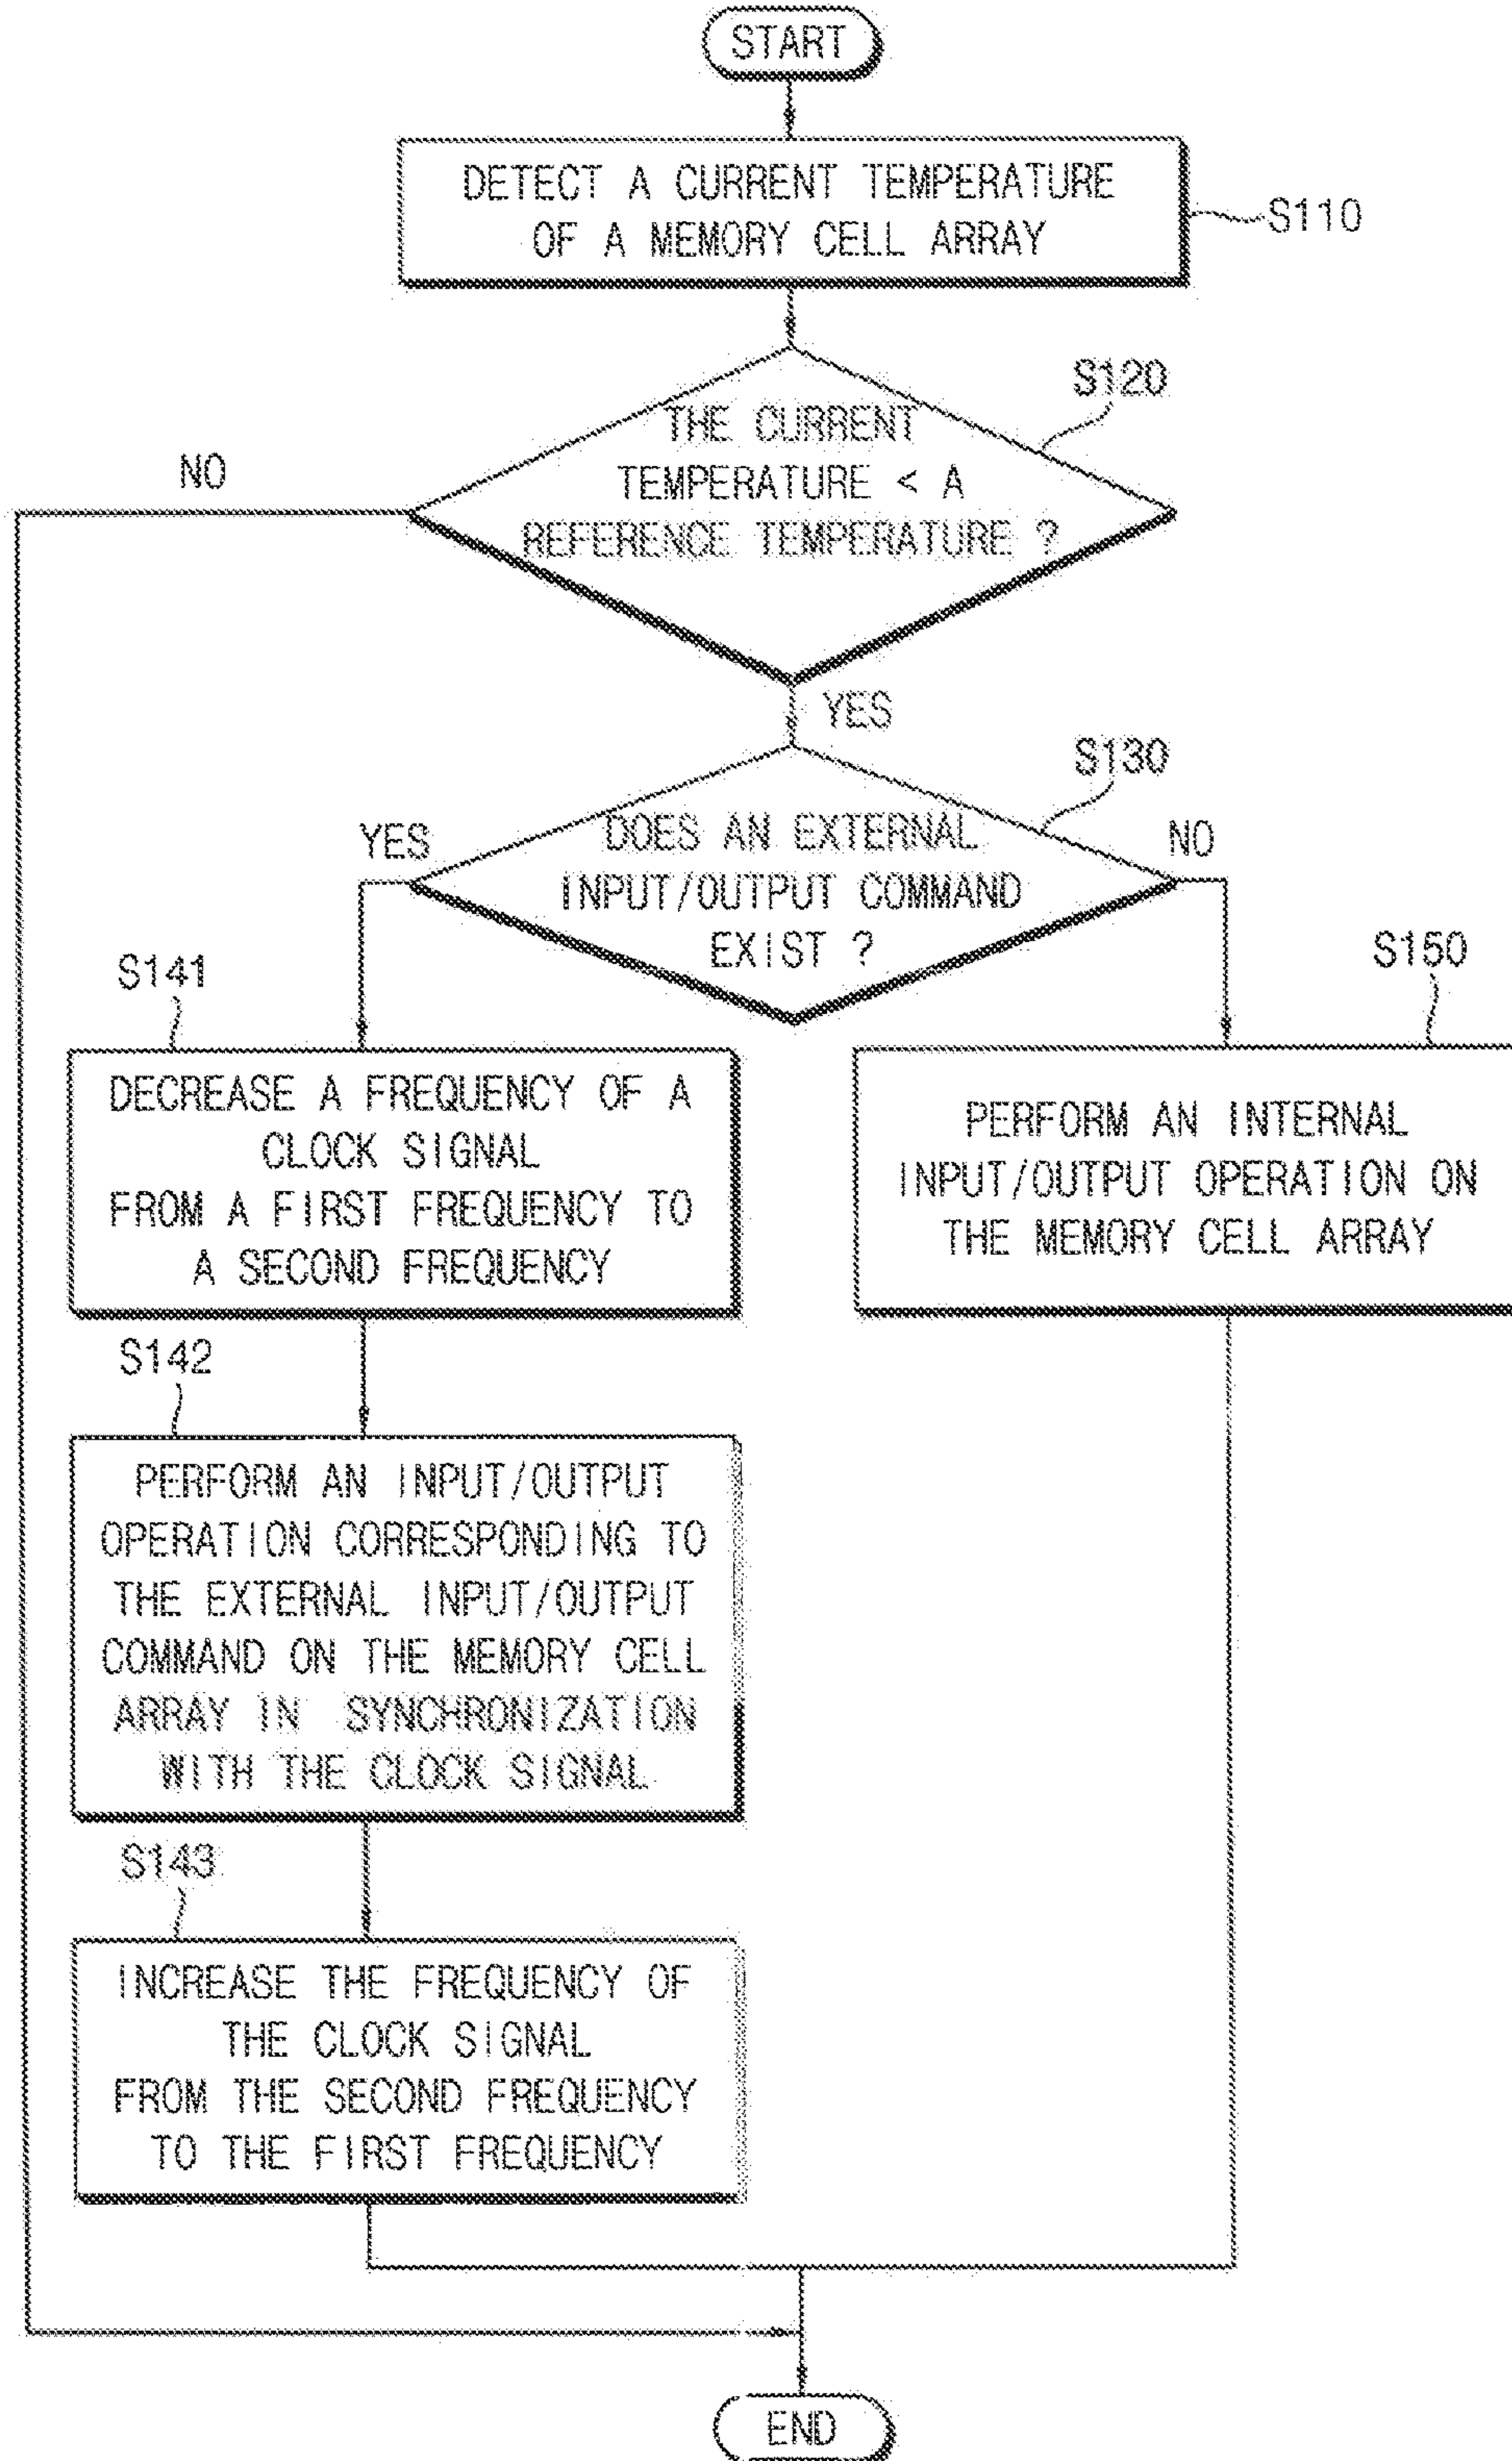 START
DETECT A CURRENT TEMPERATURE
OF A MEMORY CELL ARRAY
S110
S120
THE CURRENT
TEMPERATURE < A
REFERENCE TEMPERATURE ?
NO
YES
S130
YES
DOES AN EXTERNAL
INPUT/OUTPUT COMMAND
EXIST ?
NO
S141
DECREASE A FREQUENCY OF A
CLOCK SIGNAL
FROM A FIRST FREQUENCY TO
A SECOND FREQUENCY
S150
PERFORM AN INTERNAL
INPUT/OUTPUT OPERATION ON
THE MEMORY CELL ARRAY
S142
PERFORM AN INPUT/OUTPUT
OPERATION CORRESPONDING TO
THE EXTERNAL INPUT/OUTPUT
COMMAND ON THE MEMORY CELL
ARRAY IN SYNCHRONIZATION
WITH THE CLOCK SIGNAL
S143
INCREASE THE FREQUENCY OF
THE CLOCK SIGNAL
FROM THE SECOND FREQUENCY
TO THE FIRST FREQUENCY
END